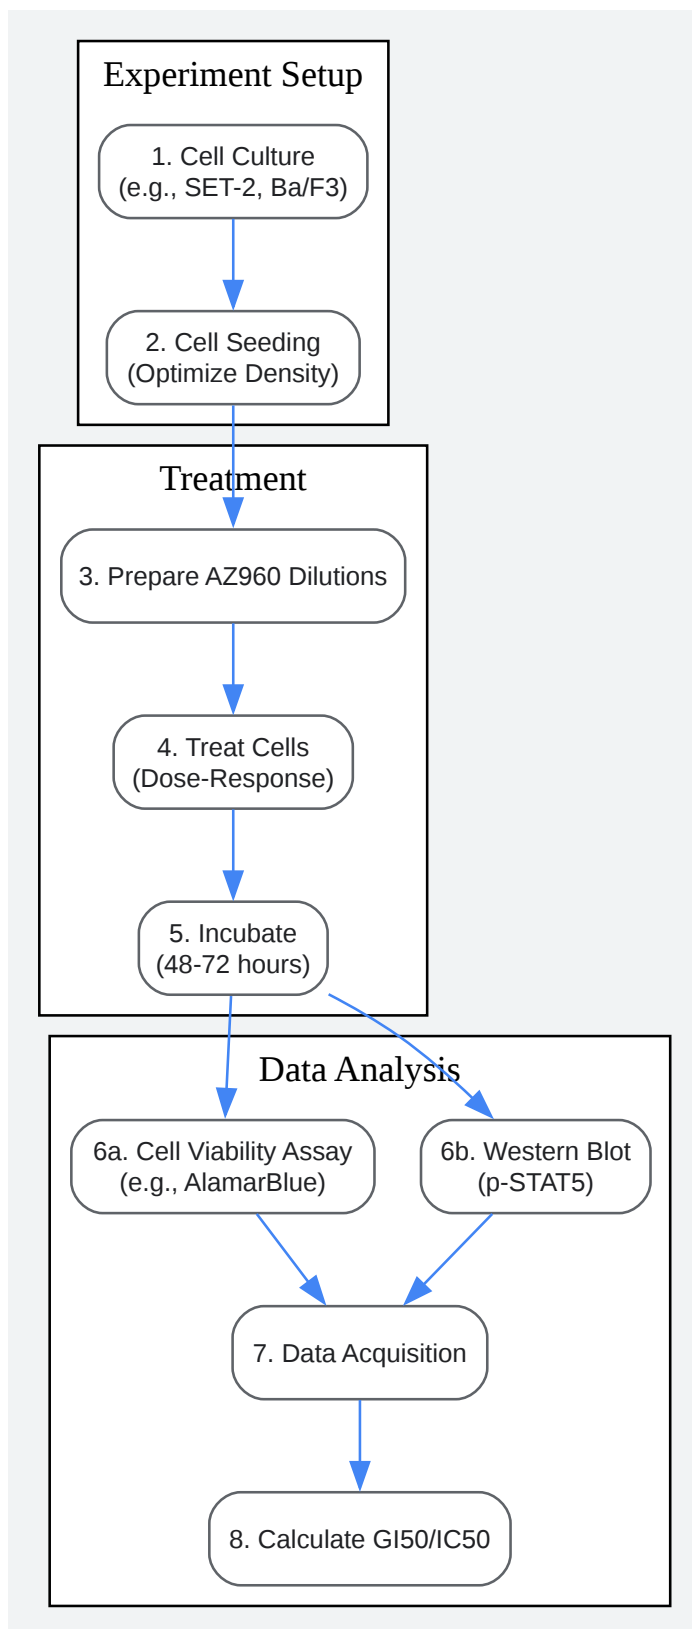 Experiment Setup
1. Cell Culture
(e.g., SET-2, Ba/F3)
2. Cell Seeding
(Optimize Density)
Treatment
3. Prepare AZ960 Dilutions
4. Treat Cells
(Dose-Response)
5. Incubate
(48-72 hours)
Data Analysis
6a. Cell Viability Assay
(e.g., AlamarBlue)
6b. Western Blot
(p-STAT5)
7. Data Acquisition
8. Calculate GI50/IC50